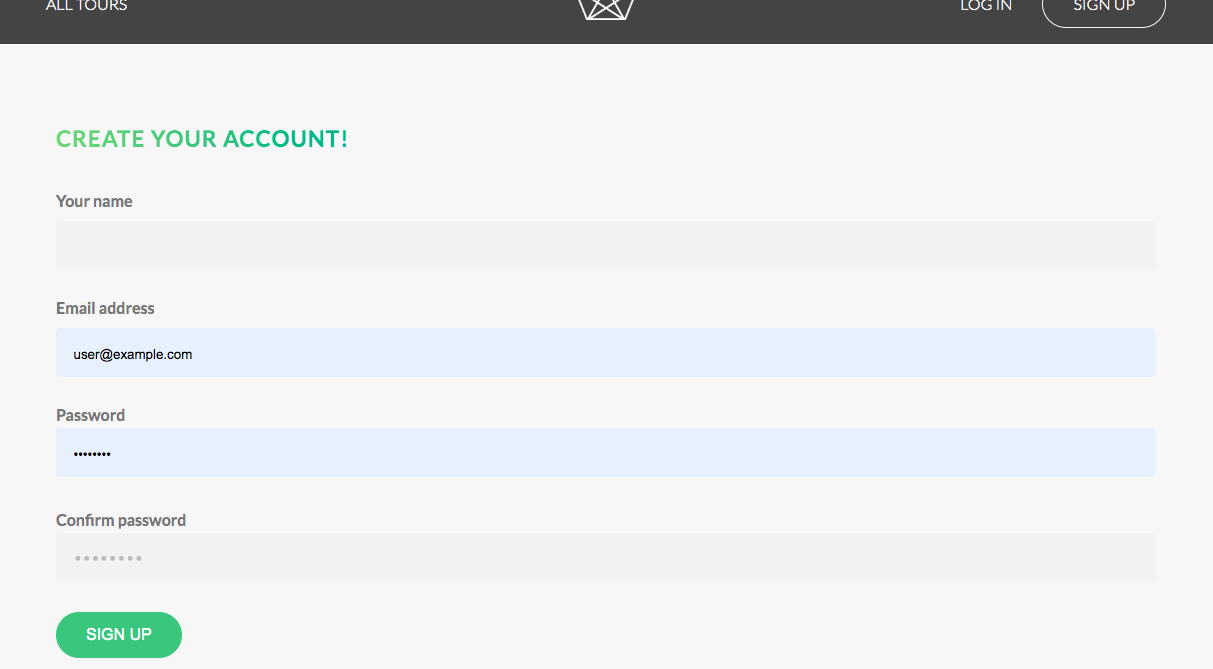 ALL TOURS LOG IN SIGN UP
CREATE YOUR ACCOUNT!
Your name
Email address
user@example.com
Password
••••••••
Confirm password
••••••••
SIGN UP